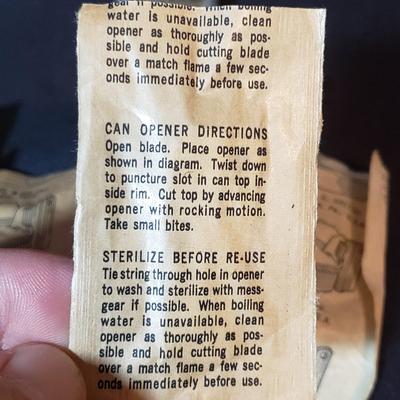 gear if possible. When boiling
water is unavailable, clean
opener as thoroughly as pos-
sible and hold cutting blade
over a match flame a few sec-
onds immediately before use.
CAN OPENER DIRECTIONS
Open blade. Place opener as
shown in diagram. Twist down
to puncture slot in can top in-
side rim. Cut top by advancing
opener with rocking motion.
Take small bites.
STERILIZE BEFORE RE-USE
Tie string through hole in opener
to wash and sterilize with mess-
gear if possible. When boiling
water is unavailable, clean
opener as thoroughly as pos-
sible and hold cutting blade
over a match flame a few sec-
onds immediately before use.